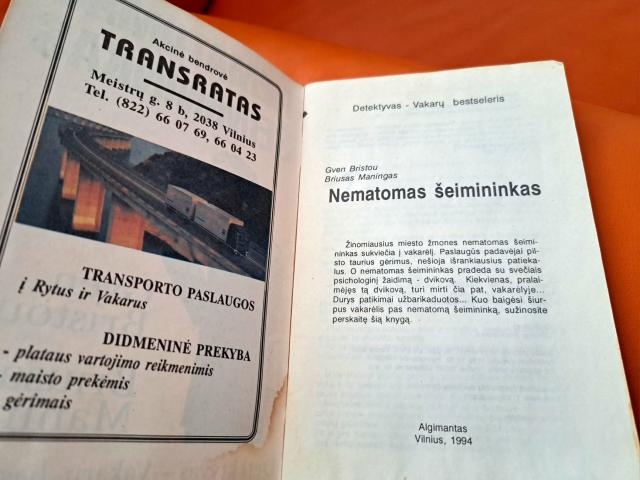 Akcinė bendrovė
TRANSRATAS
Meistrų g. 8 b, 2038 Vilnius
Tel. (822) 66 07 69, 66 04 23
TRANSPORTO PASLAUGOS
į Rytus ir Vakarus
DIDMENINĖ PREKYBA
- plataus vartojimo reikmenimis
- maisto prekėmis
gėrimais
Detektyvas - Vakarų bestseleris
Gven Bristou
Briusas Maningas
Nematomas šeimininkas
Žinomiausius miesto žmones nematomas šeimi-
ninkas sukviečia į vakarėlį. Paslaugūs padavėjai pils-
to taurius gėrimus, nešioja išrankiausius patieka-
lus. O nematomas šeimininkas pradeda su svečiais
psichologinį žaidimą - dvikovą. Kiekvienas, pralai-
mėjęs tą dvikovą, turi mirti čia pat, vakarėlyje...
Durys patikimai užbarikaduotos... Kuo baigėsi šiur-
pus vakarėlis pas nematomą šeimininką, sužinosite
perskaitę šią knygą.
Algimantas
Vilnius, 1994